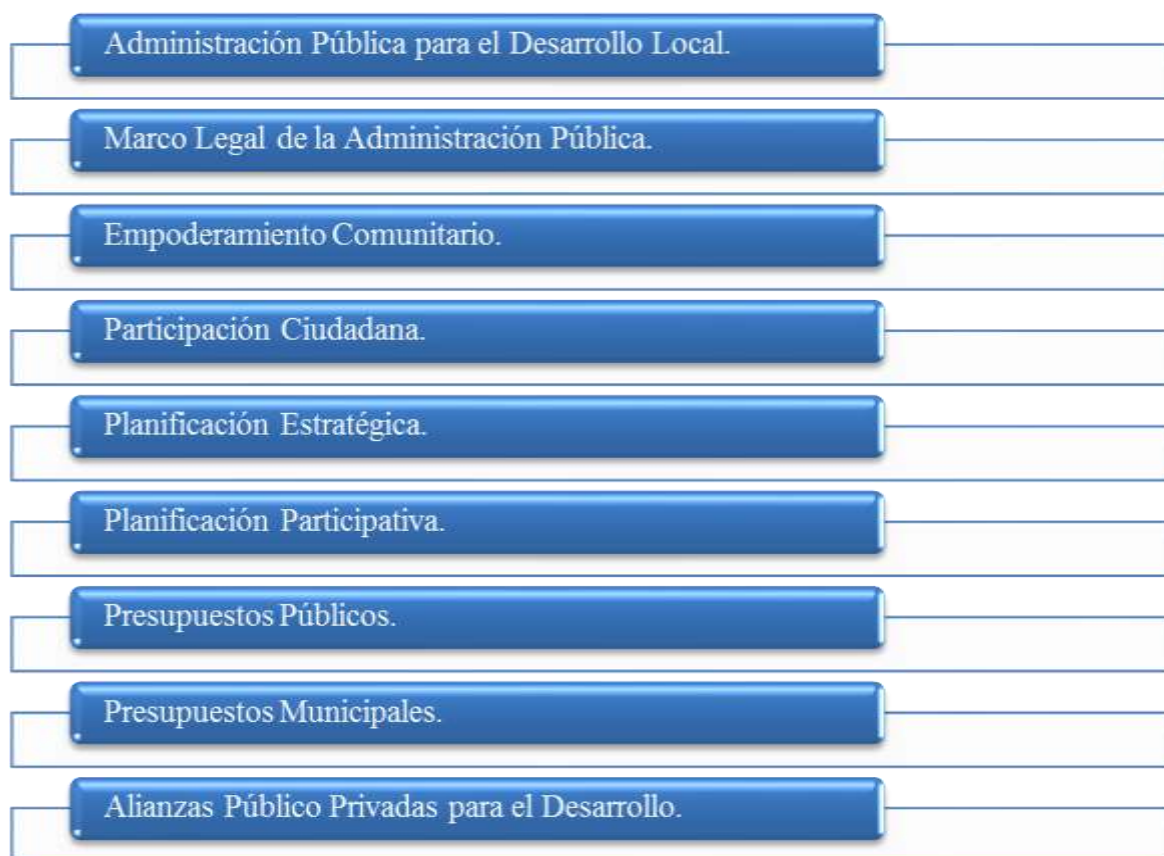 Administración Pública para el Desarrollo Local.
Marco Legal de la Administración Pública.
Empoderamiento Comunitario.
Participación Ciudadana.
Planificación Estratégica.
Planificación Participativa.
Presupuestos Públicos.
Presupuestos Municipales.
Alianzas Público Privadas para el Desarrollo.